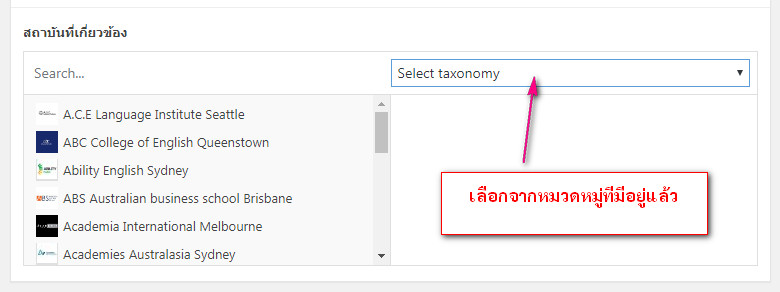 สถาบันที่เกี่ยวข้อง
Search...
Select taxonomy
A.C.E Language Institute Seattle
ABC College of English Queenstown
Ability English Sydney
ABS Australian business school Brisbane
Academia International Melbourne
Academies Australasia Sydney
เลือกจากหมวดหมู่ที่มีอยู่แล้ว